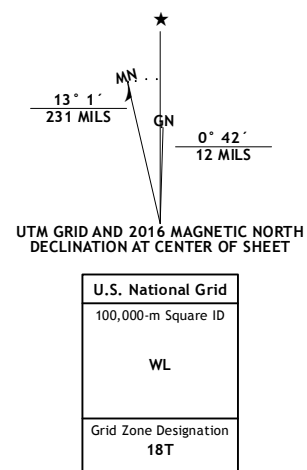 MN
13° 1´
231 MILS
GN
0° 42´
12 MILS
UTM GRID AND 2016 MAGNETIC NORTH
DECLINATION AT CENTER OF SHEET
U.S. National Grid
100,000-m Square ID
WL
Grid Zone Designation
18T